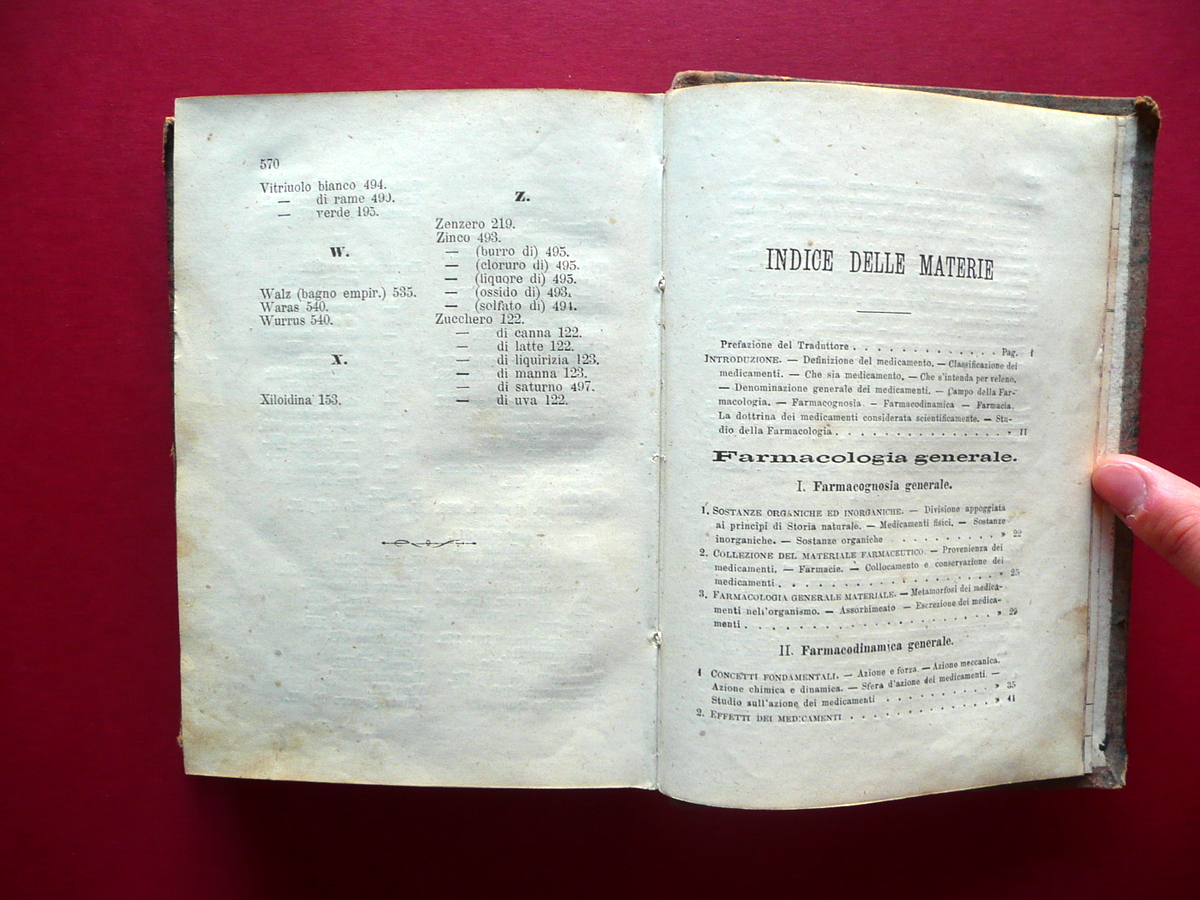 570
Vitriuolo bianco 494.
— di rame 490.
— verde 195.
W.
Walz (bagno empir.) 535.
Waras 540.
Wurrus 540.
X.
Xiloidina 153.
Z.
Zenzero 219.
Zinco 493.
— (burro di) 495.
— (cloruro di) 495.
— (liquore di) 495.
— (ossido di) 493.
— (solfato di) 494.
Zucchero 122.
— di canna 122.
— di latte 122.
— di liquirizia 123.
— di manna 123.
— di saturno 497.
— di uva 122.
INDICE DELLE MATERIE
Prefazione del Traduttore . . . . . . . . . . . . . Pag. 1
INTRODUZIONE. — Definizione del medicamento. — Classificazione dei
medicamenti. — Che sia medicamento. — Che s'intenda per veleno.
— Denominazione generale dei medicamenti. — Campo della Far-
macologia. — Farmacognosia. — Farmacodinamica — Farmacia.
La dottrina dei medicamenti considerata scientificamente. — Stu-
dio della Farmacologia . . . . . . . . . . . . . . » 11
Farmacologia generale.
I. Farmacognosia generale.
1. SOSTANZE ORGANICHE ED INORGANICHE. — Divisione appoggiata
ai principî di Storia naturale. — Medicamenti fisici. — Sostanze
inorganiche. — Sostanze organiche . . . . . . . . . » 22
2. COLLEZIONE DEL MATERIALE FARMACEUTICO. — Provenienza dei
medicamenti. — Farmacie. — Collocamento e conservazione dei
medicamenti . . . . . . . . . . . . . . . . . . . » 25
3. FARMACOLOGIA GENERALE MATERIALE. — Metamorfosi dei medica-
menti nell'organismo. — Assorbimeato — Escrezione dei medica-
menti . . . . . . . . . . . . . . . . . . . . . . » 29
II. Farmacodinamica generale.
1 CONCETTI FONDAMENTALI. — Azione e forza. — Azione meccanica.
Azione chimica e dinamica. — Sfera d'azione dei medicamenti. —
Studio sull'azione dei medicamenti . . . . . . . . . » 35
2. EFFETTI DEI MEDICAMENTI . . . . . . . . . . . . . » 41